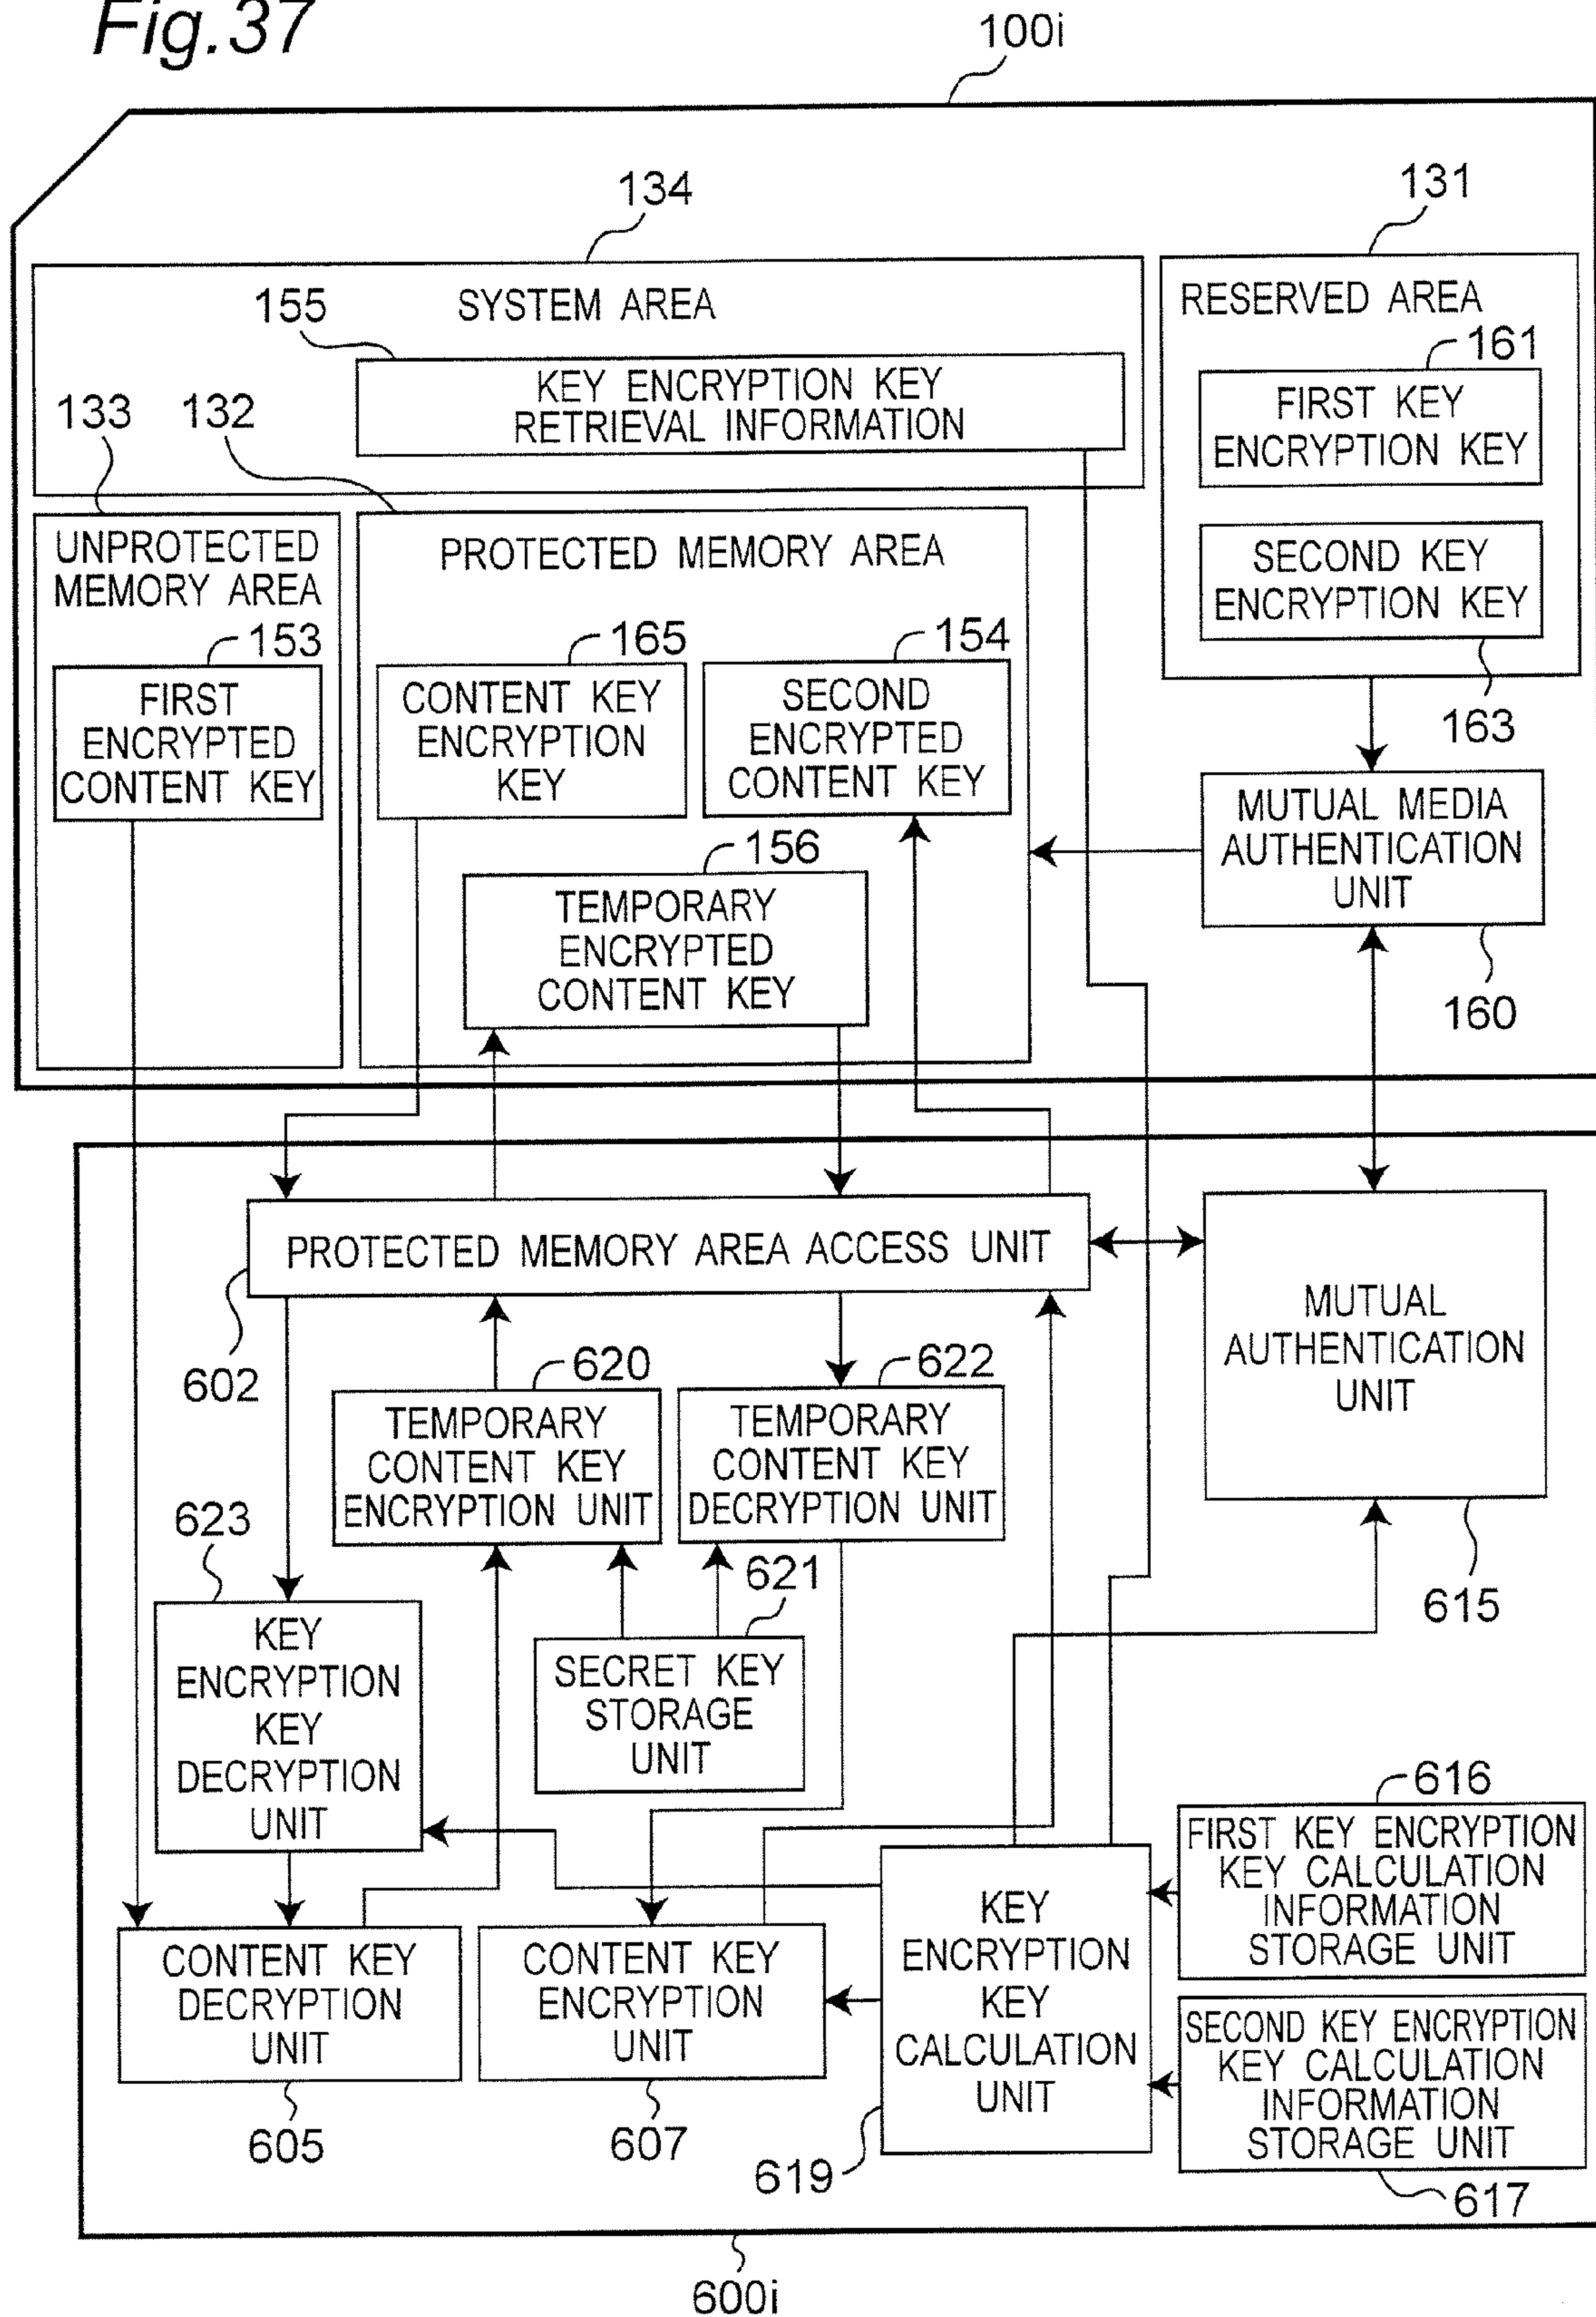 Fig.37
100i
134
131
155
SYSTEM AREA
RESERVED AREA
161
KEY ENCRYPTION KEY
RETRIEVAL INFORMATION
FIRST KEY
ENCRYPTION KEY
133
132
UNPROTECTED
MEMORY AREA
PROTECTED MEMORY AREA
SECOND KEY
ENCRYPTION KEY
163
153
FIRST
ENCRYPTED
CONTENT KEY
165
CONTENT KEY
ENCRYPTION
KEY
154
SECOND
ENCRYPTED
CONTENT KEY
156
TEMPORARY
ENCRYPTED
CONTENT KEY
MUTUAL MEDIA
AUTHENTICATION
UNIT
160
PROTECTED MEMORY AREA ACCESS UNIT
602
MUTUAL
AUTHENTICATION
UNIT
615
620
TEMPORARY
CONTENT KEY
ENCRYPTION UNIT
622
TEMPORARY
CONTENT KEY
DECRYPTION UNIT
623
KEY
ENCRYPTION
KEY
DECRYPTION
UNIT
621
SECRET KEY
STORAGE
UNIT
616
FIRST KEY ENCRYPTION
KEY CALCULATION
INFORMATION
STORAGE UNIT
CONTENT KEY
DECRYPTION
UNIT
605
CONTENT KEY
ENCRYPTION
UNIT
607
KEY
ENCRYPTION
KEY
CALCULATION
UNIT
619
SECOND KEY ENCRYPTION
KEY CALCULATION
INFORMATION
STORAGE UNIT
617
600i